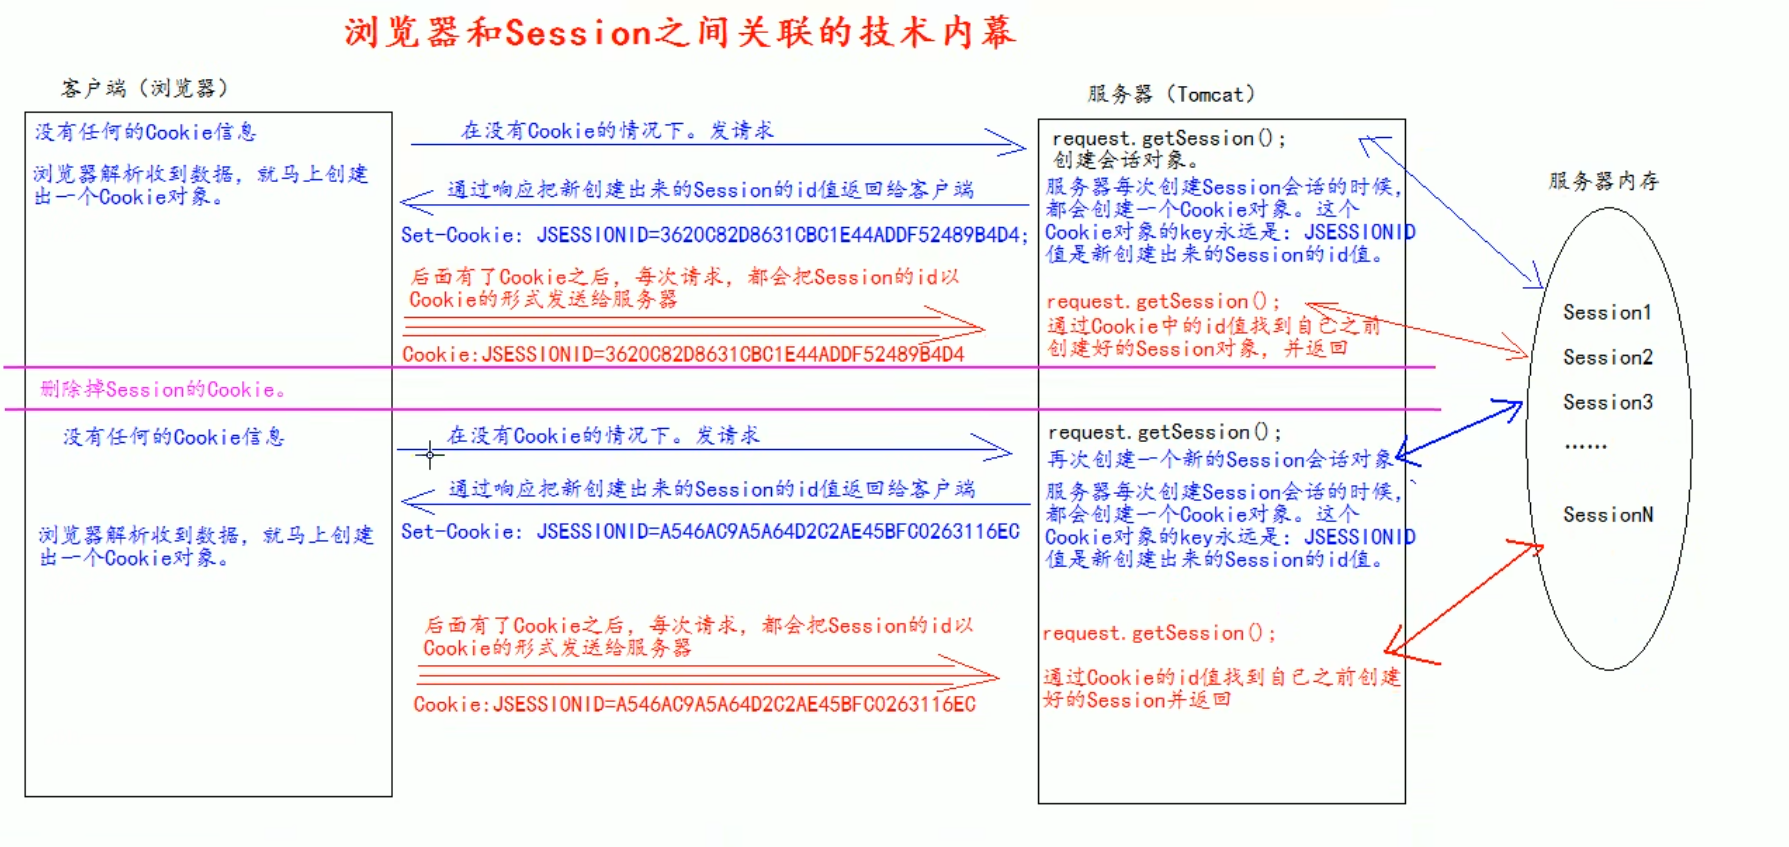 浏览器和Session之间关联的技术内幕
客户端（浏览器）
服务器（Tomcat）
服务器内存
没有任何的Cookie信息
浏览器解析收到数据，就马上创建
出一个Cookie对象。
在没有Cookie的情况下。发请求
通过响应把新创建出来的Session的id值返回给客户端
Set-Cookie: JSESSIONID=3620C82D8631CBC1E44ADDF52489B4D4;
后面有了Cookie之后，每次请求，都会把Session的id以
Cookie的形式发送给服务器
Cookie:JSESSIONID=3620C82D8631CBC1E44ADDF52489B4D4
request.getSession();
创建会话对象。
服务器每次创建Session会话的时候，
都会创建一个Cookie对象。这个
Cookie对象的key永远是：JSESSIONID
值是新创建出来的Session的id值。
request.getSession();
通过Cookie中的id值找到自己之前
创建好的Session对象，并返回
Session1
Session2
Session3
......
SessionN
删除掉Session的Cookie。
没有任何的Cookie信息
浏览器解析收到数据，就马上创建
出一个Cookie对象。
在没有Cookie的情况下。发请求
通过响应把新创建出来的Session的id值返回给客户端
Set-Cookie: JSESSIONID=A546AC9A5A64D2C2AE45BFC0263116EC
后面有了Cookie之后，每次请求，都会把Session的id以
Cookie的形式发送给服务器
Cookie:JSESSIONID=A546AC9A5A64D2C2AE45BFC0263116EC
request.getSession();
再次创建一个新的Session会话对象
服务器每次创建Session会话的时候，
都会创建一个Cookie对象。这个
Cookie对象的key永远是：JSESSIONID
值是新创建出来的Session的id值。
request.getSession();
通过Cookie的id值找到自己之前创建
好的Session并返回